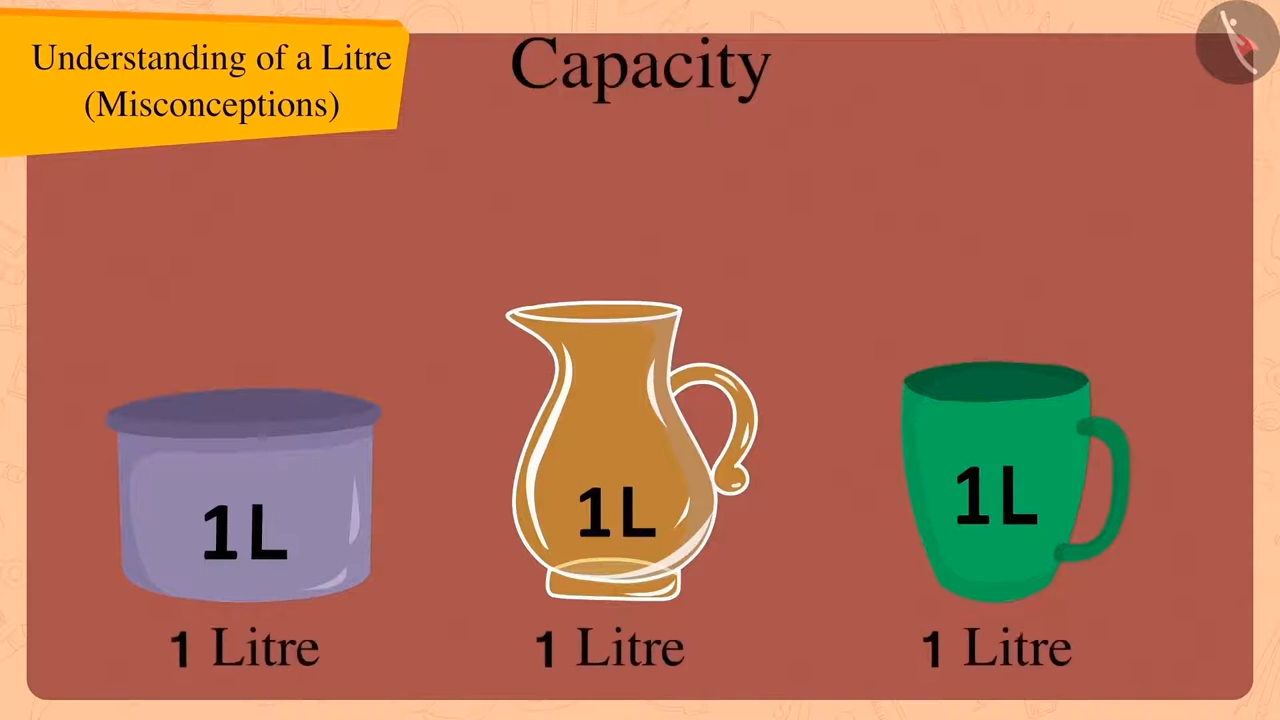 Understanding of a Litre
(Misconceptions)
Capacity
1L
1L
1L
1 Litre
1 Litre
1 Litre